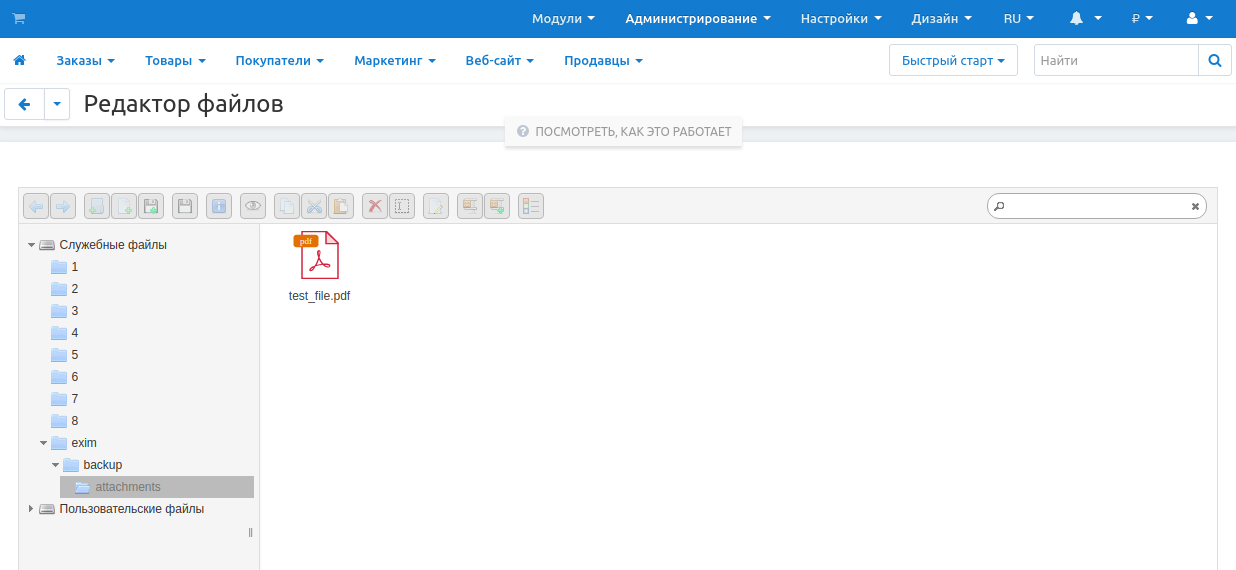 Модули Администрирование Настройки Дизайн RU ₽
Заказы Товары Покупатели Маркетинг Веб-сайт Продавцы Быстрый старт Найти
Редактор файлов
ПОСМОТРЕТЬ, КАК ЭТО РАБОТАЕТ
Служебные файлы
1
2
3
4
5
6
7
8
exim
backup
attachments
Пользовательские файлы
pdf
test_file.pdf